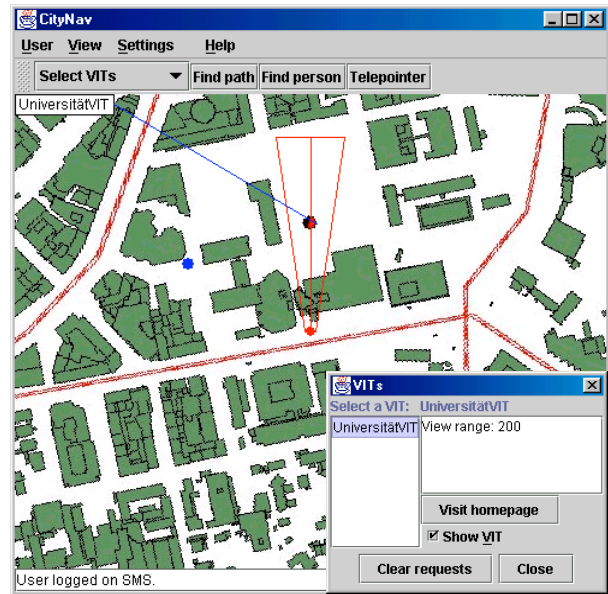 CityNav
User View Settings Help
Select VITs Find path Find person Telepointer
UniversitätVIT
VITs
Select a VIT: UniversitätVIT
UniversitätVIT View range: 200
Visit homepage
Show VIT
Clear requests Close
User logged on SMS.